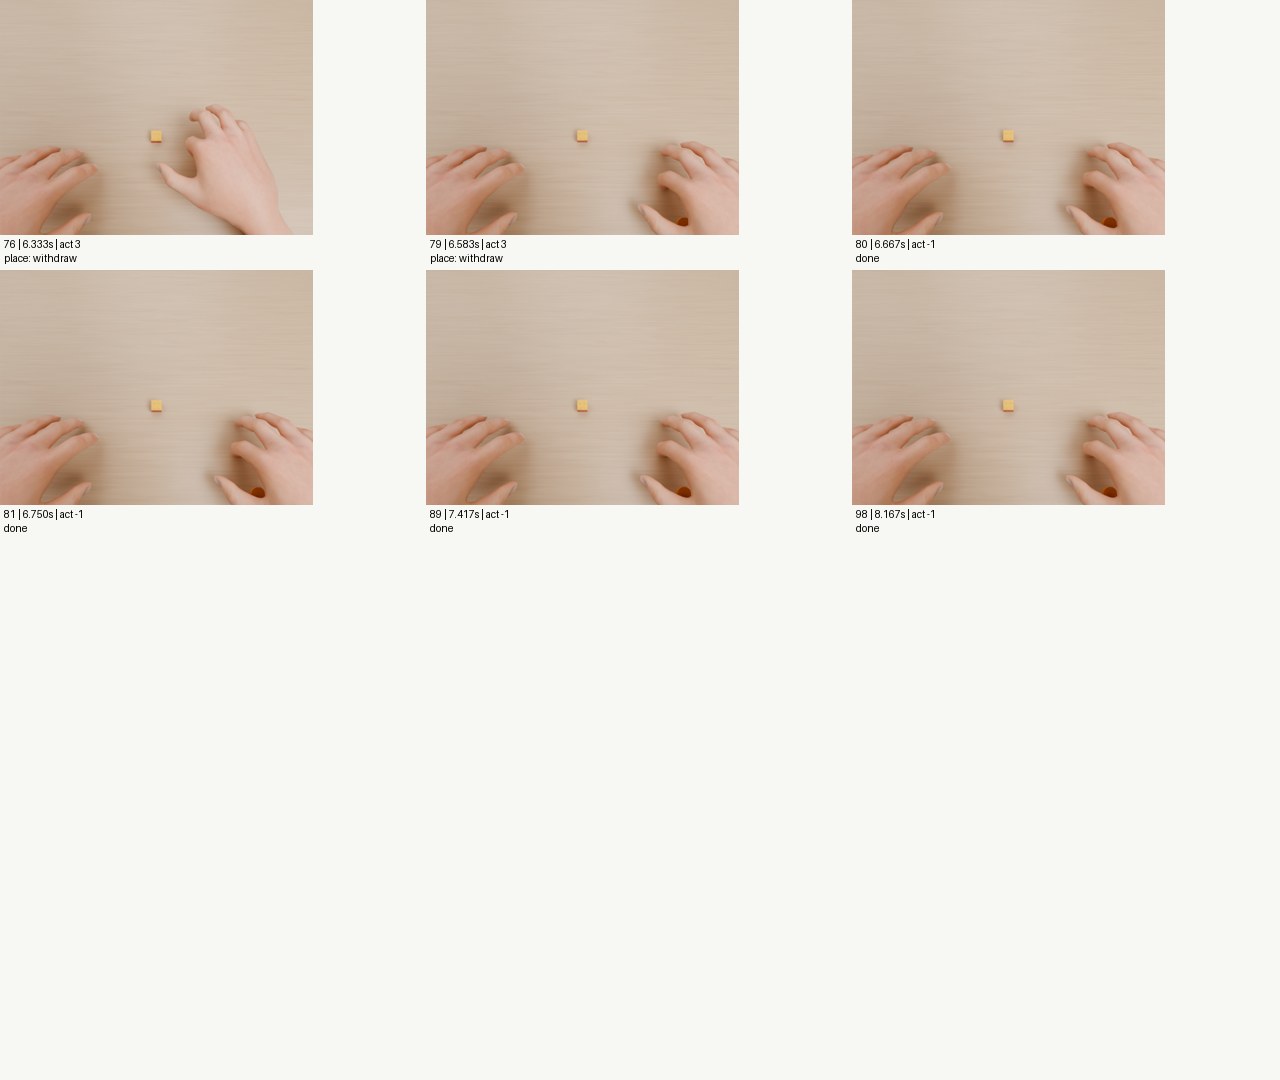 76 | 6.333s | act 3
place: withdraw
79 | 6.583s | act 3
place: withdraw
80 | 6.667s | act -1
done
81 | 6.750s | act -1
done
89 | 7.417s | act -1
done
98 | 8.167s | act -1
done